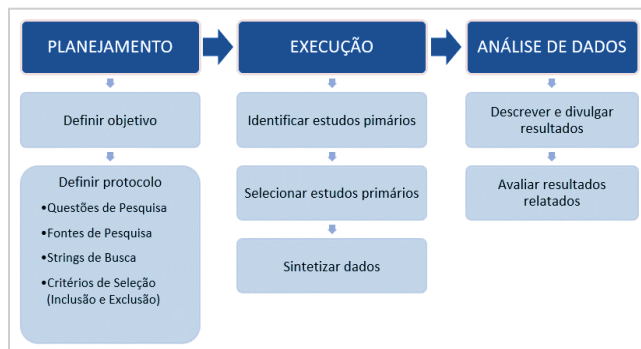 PLANEJAMENTO
Definir objetivo
Definir protocolo
•Questões de Pesquisa
•Fontes de Pesquisa
•Strings de Busca
•Critérios de Seleção
(Inclusão e Exclusão)
EXECUÇÃO
Identificar estudos pimários
Selecionar estudos primários
Sintetizar dados
ANÁLISE DE DADOS
Descrever e divulgar
resultados
Avaliar resultados
relatados